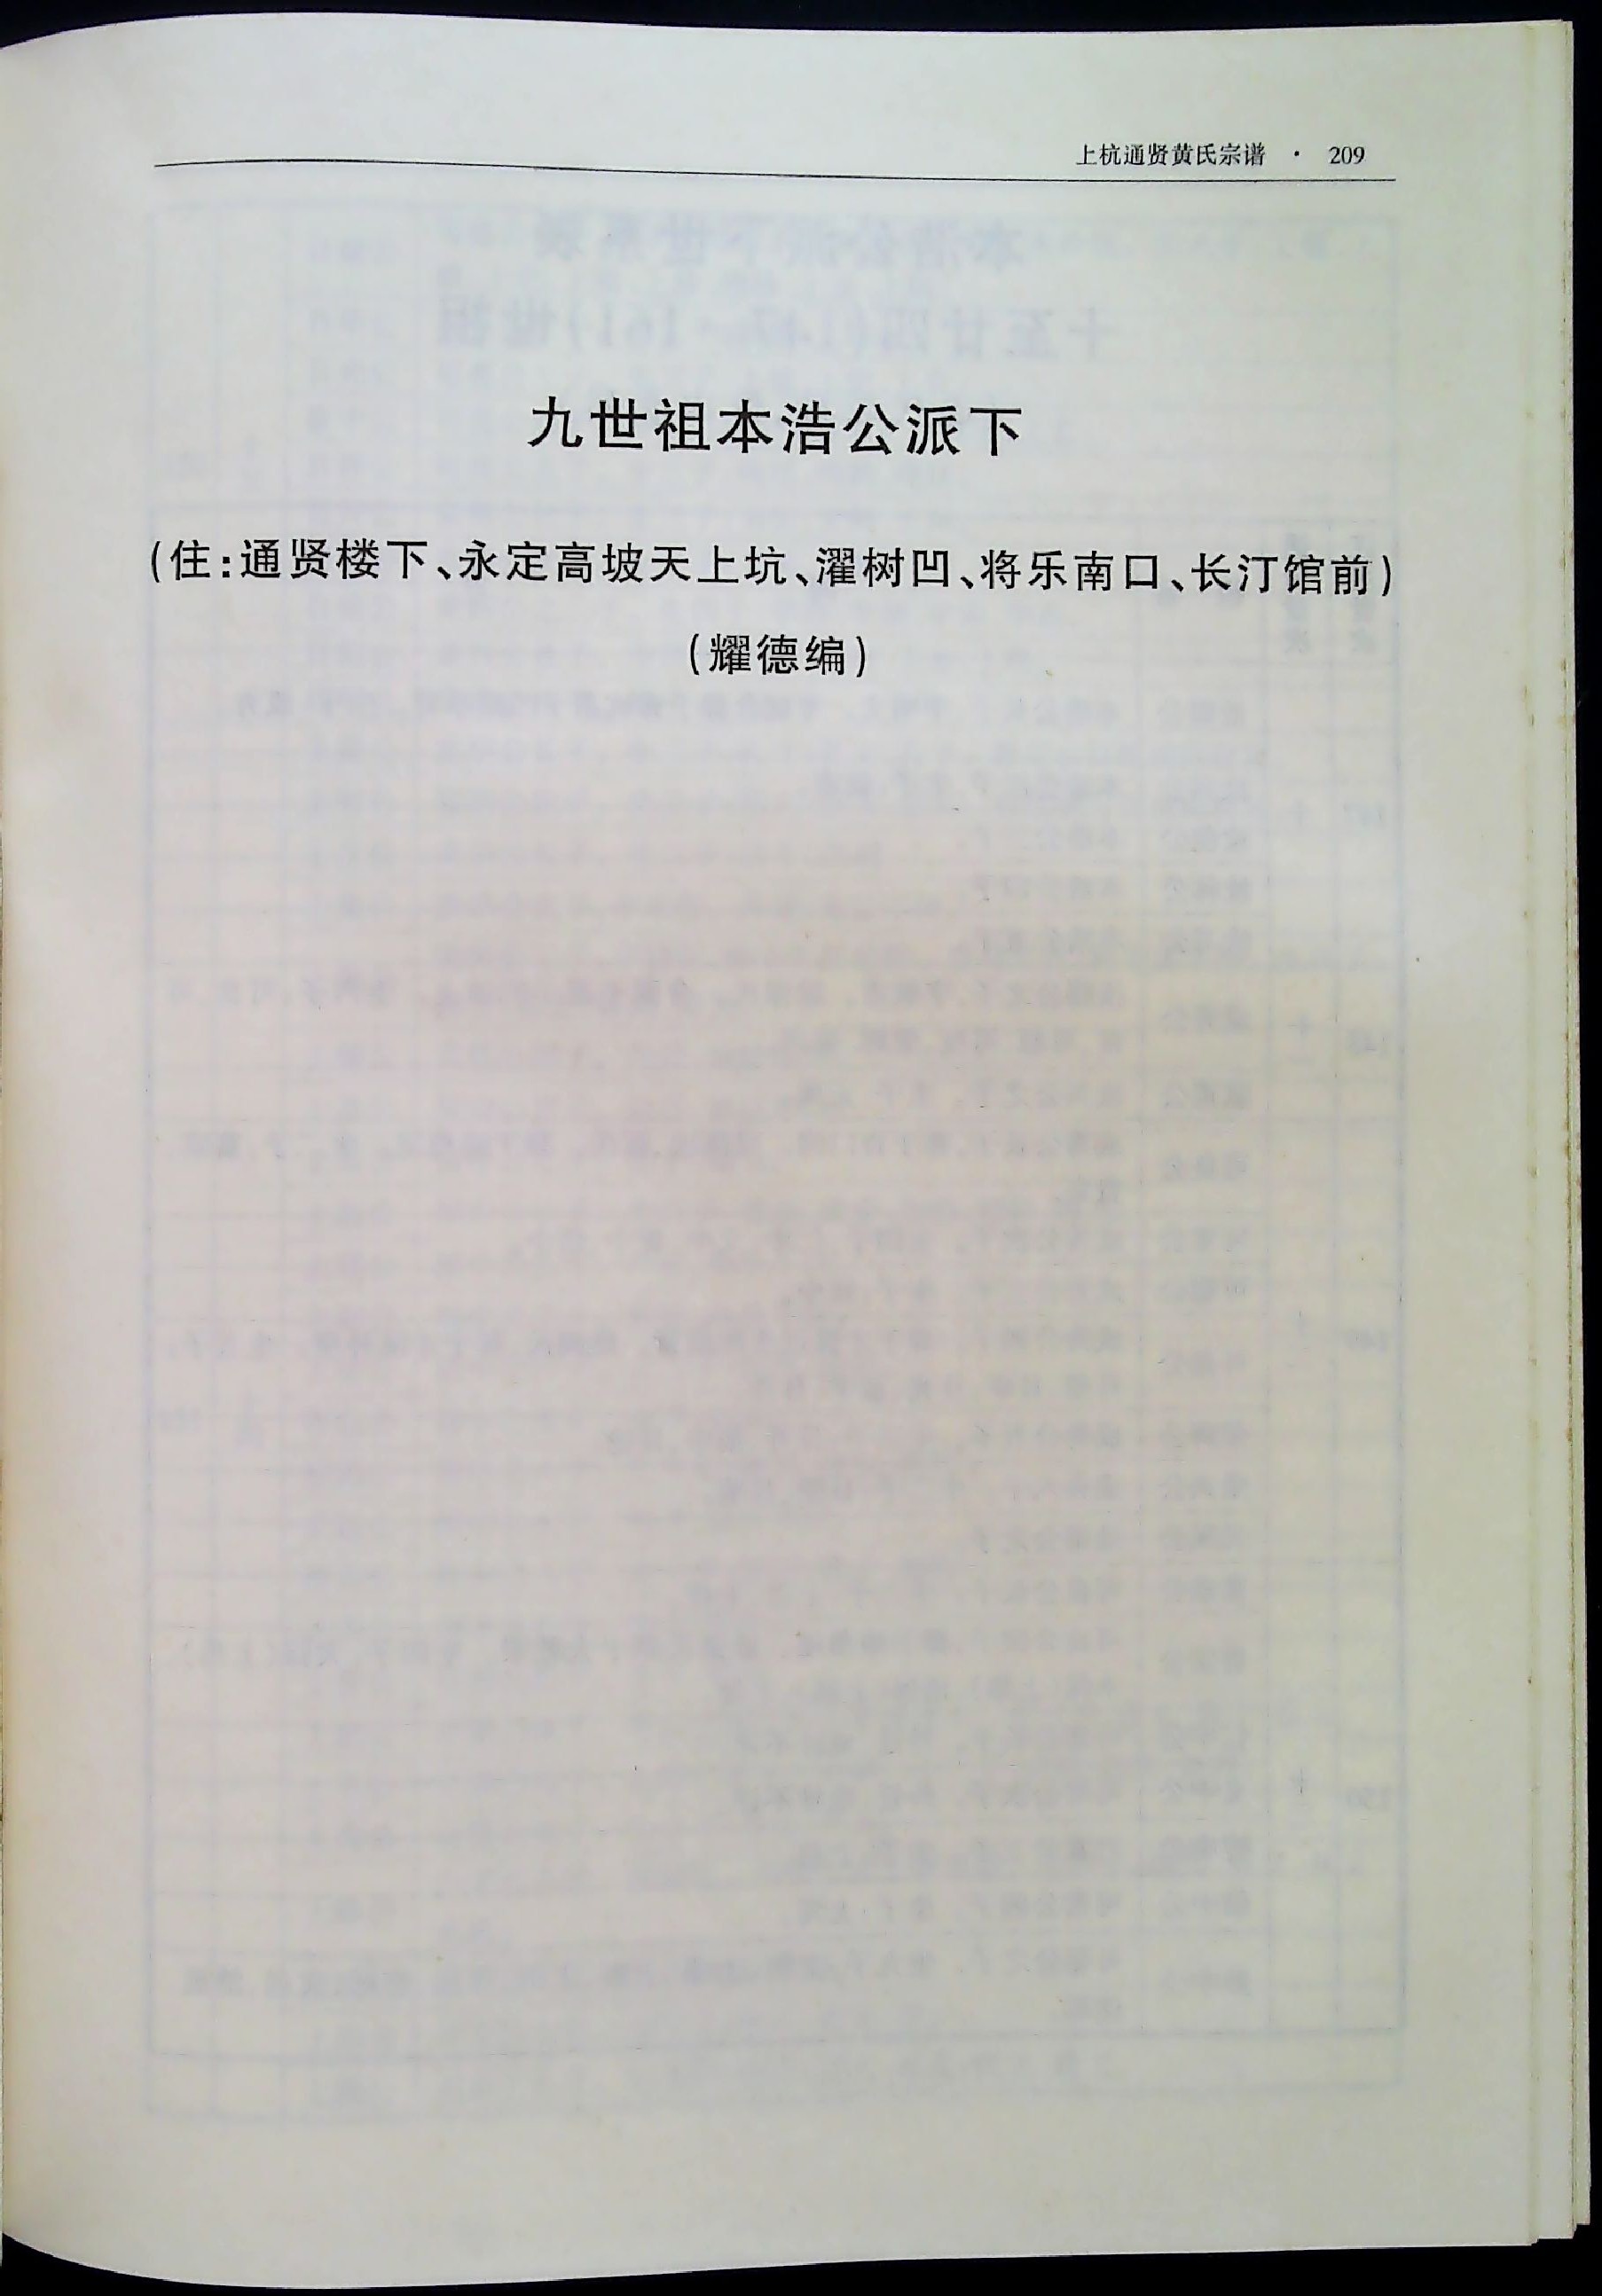 上杭通贤黄氏宗谱 · 209
九世祖本浩公派下
(住:通贤楼下、永定高坡天上坑、濯树凹、将乐南口、长汀馆前)
(耀德编)